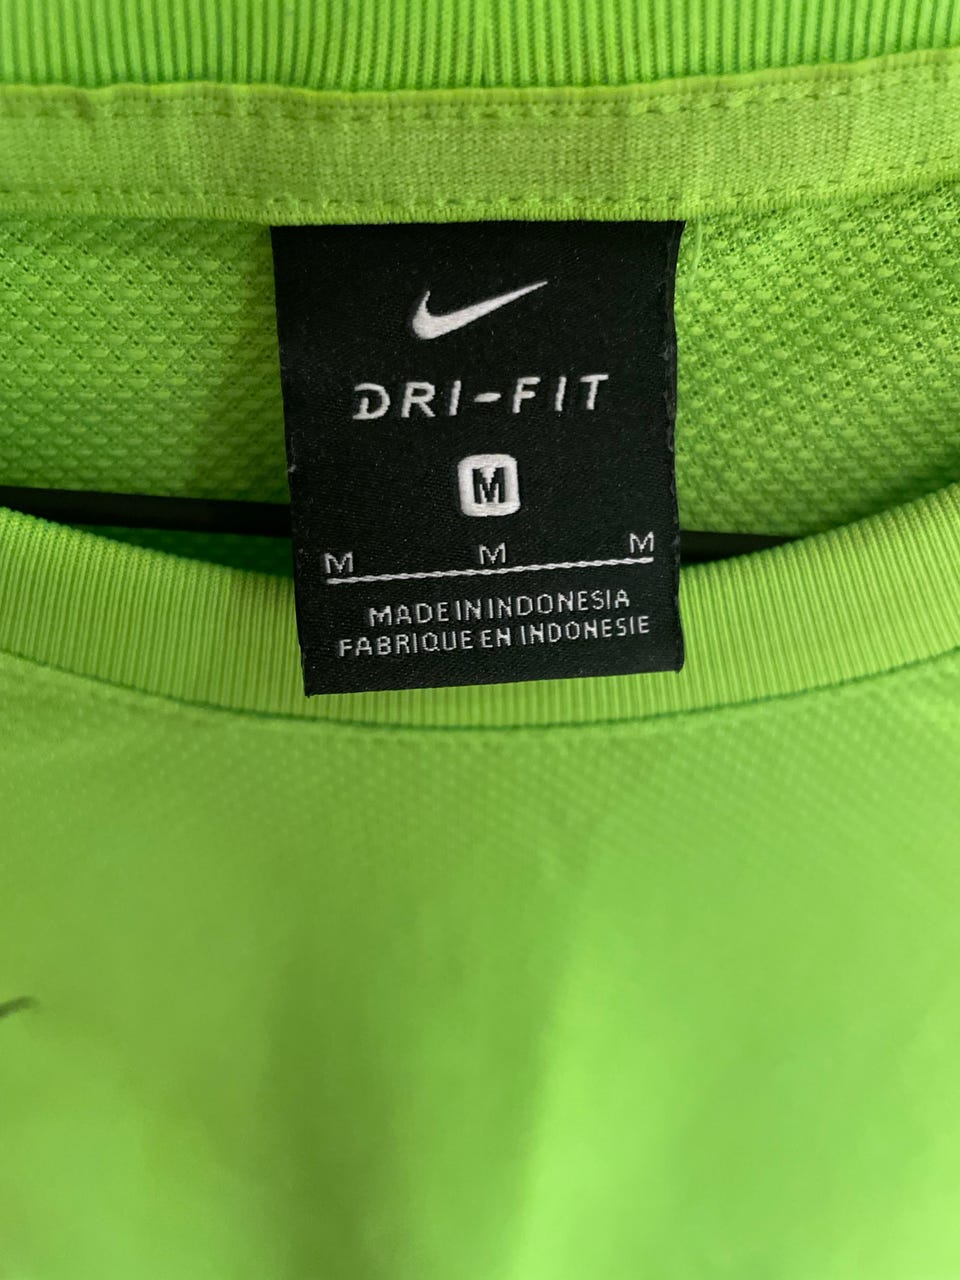 DRI-FIT
M
M M M
MADE IN INDONESIA
FABRIQUE EN INDONESIE